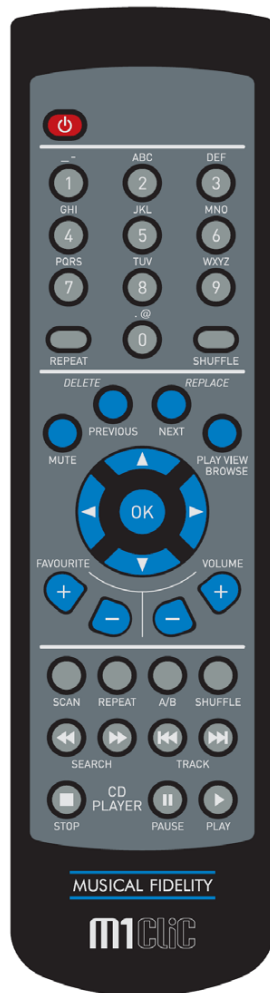 _- ABC DEF
1 2 3
GHI JKL MNO
4 5 6
PQRS TUV WXYZ
7 8 9
. @
0
REPEAT SHUFFLE
DELETE REPLACE
PREVIOUS NEXT
MUTE PLAY VIEW
BROWSE
OK
FAVOURITE VOLUME
+ +
− −
SCAN REPEAT A/B SHUFFLE
SEARCH TRACK
CD
PLAYER
STOP PAUSE PLAY
MUSICAL FIDELITY
M1CLiC